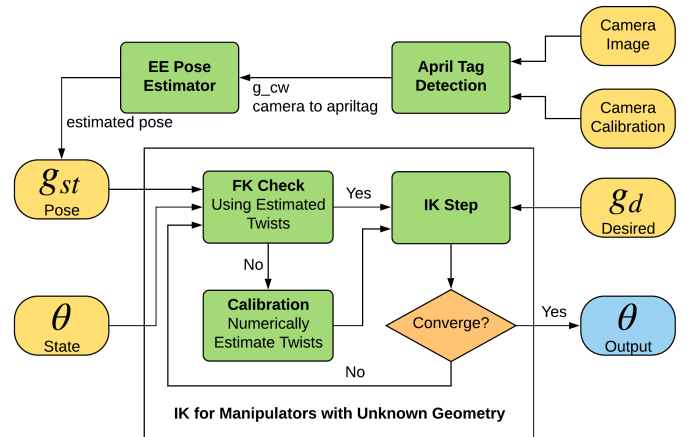 Camera
Image
EE Pose
Estimator
April Tag
Detection
g_cw
camera to apriltag
Camera
Calibration
estimated pose
g_st
Pose
FK Check
Using Estimated
Twists
Yes
IK Step
g_d
Desired
No
Calibration
Numerically
Estimate Twists
θ
State
Converge?
Yes
θ
Output
No
IK for Manipulators with Unknown Geometry